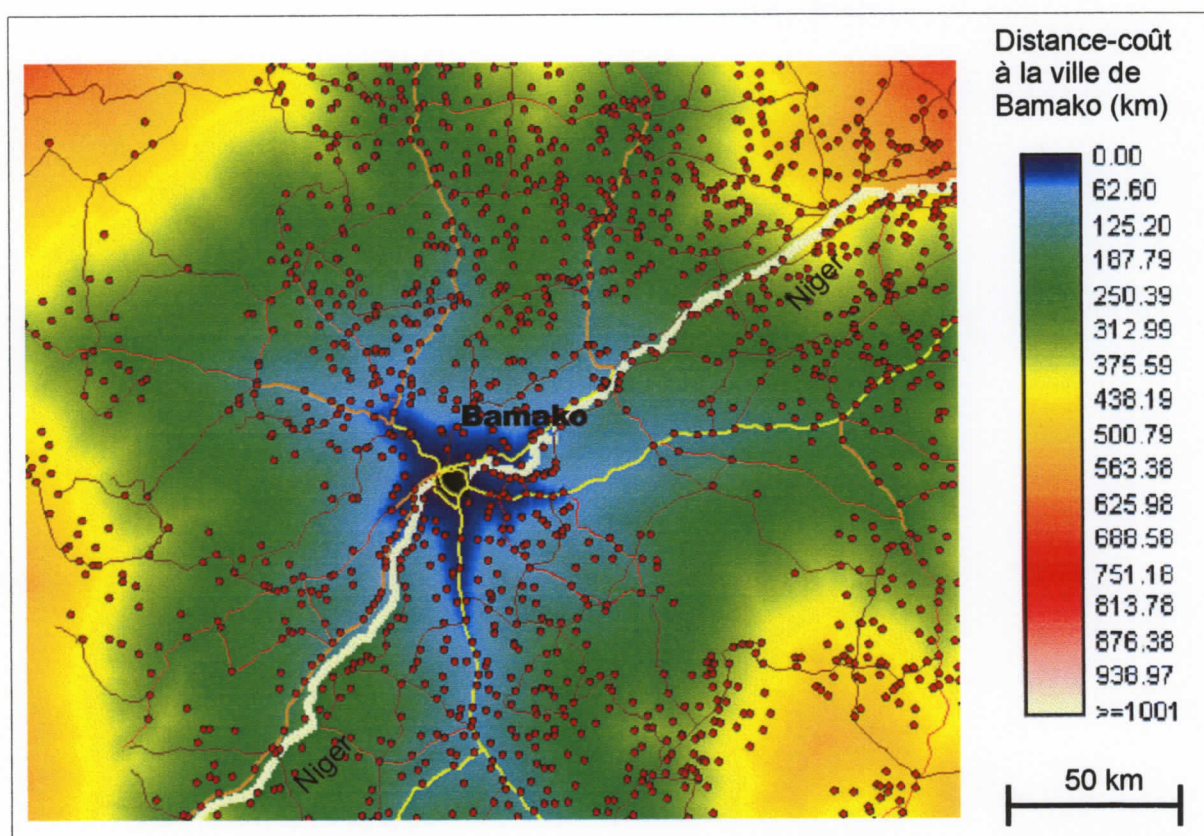 Distance-coût
à la ville de
Bamako (km)
0.00
62.60
125.20
187.79
250.39
312.99
375.59
438.19
500.79
563.38
625.98
688.58
751.18
813.78
876.38
938.97
>=1001
Niger
Bamako
Niger
50 km